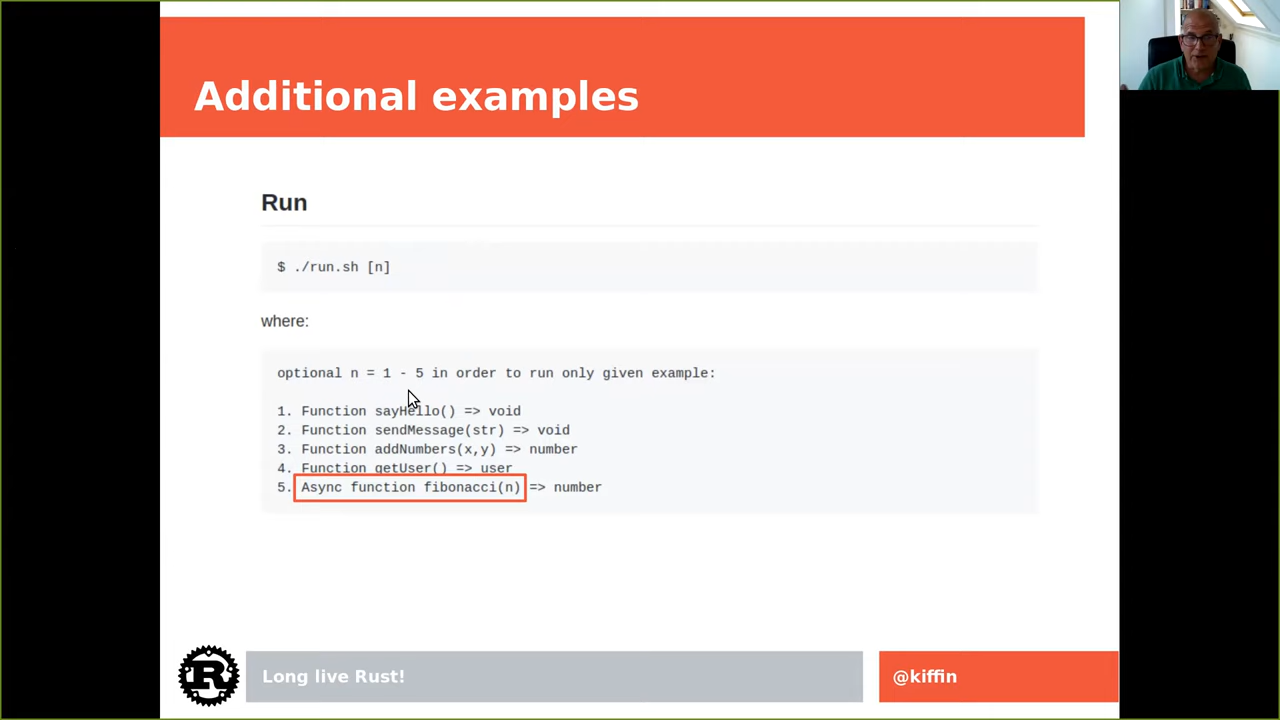 Additional examples
Run
$ ./run.sh [n]
where:
optional n = 1 - 5 in order to run only given example:
1. Function sayHello() => void
2. Function sendMessage(str) => void
3. Function addNumbers(x,y) => number
4. Function getUser() => user
5. Async function fibonacci(n) => number
R
Long live Rust!
@kiffin